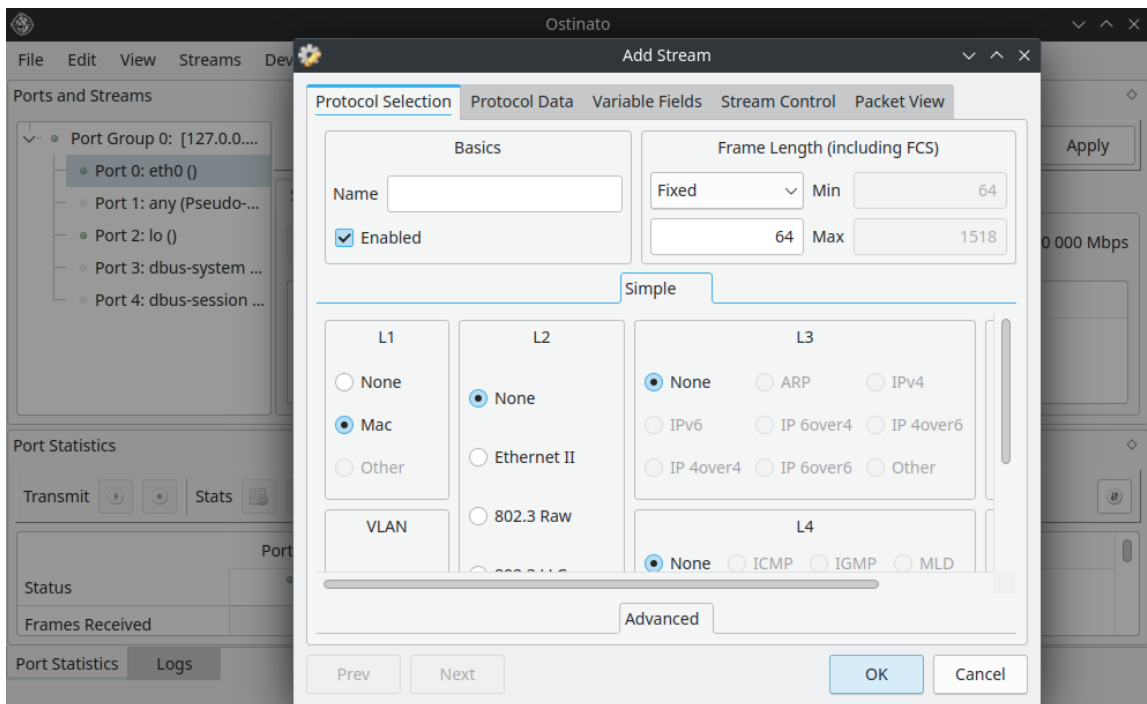 Ostinato
File Edit View Streams Dev
Add Stream
Ports and Streams
Port Group 0: [127.0.0....
Port 0: eth0 ()
Port 1: any (Pseudo-...
Port 2: lo ()
Port 3: dbus-system ...
Port 4: dbus-session ...
Apply
0 000 Mbps
Protocol Selection Protocol Data Variable Fields Stream Control Packet View
Basics
Name
Enabled
Frame Length (including FCS)
Fixed Min 64
64 Max 1518
Simple
L1
None
Mac
Other
VLAN
L2
None
Ethernet II
802.3 Raw
L3
None ARP IPv4
IPv6 IP 6over4 IP 4over6
IP 4over4 IP 6over6 Other
L4
None ICMP IGMP MLD
Advanced
Prev Next OK Cancel
Port Statistics
Transmit Stats
Port
Status
Frames Received
Port Statistics Logs